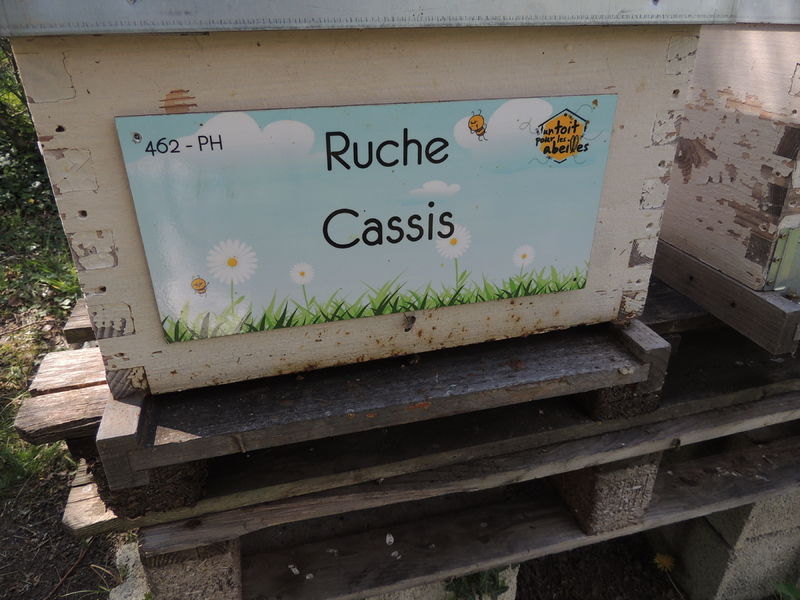 462 - PH
Ruche
Cassis
un toit
pour les
abeilles